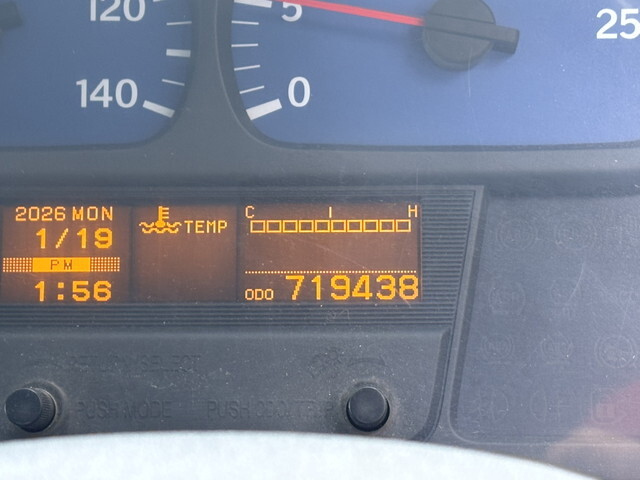 120
140
5
0
25
2026 MON
1/19
PM
1:56
TEMP
C H
ODO 719438
PUSH MODE